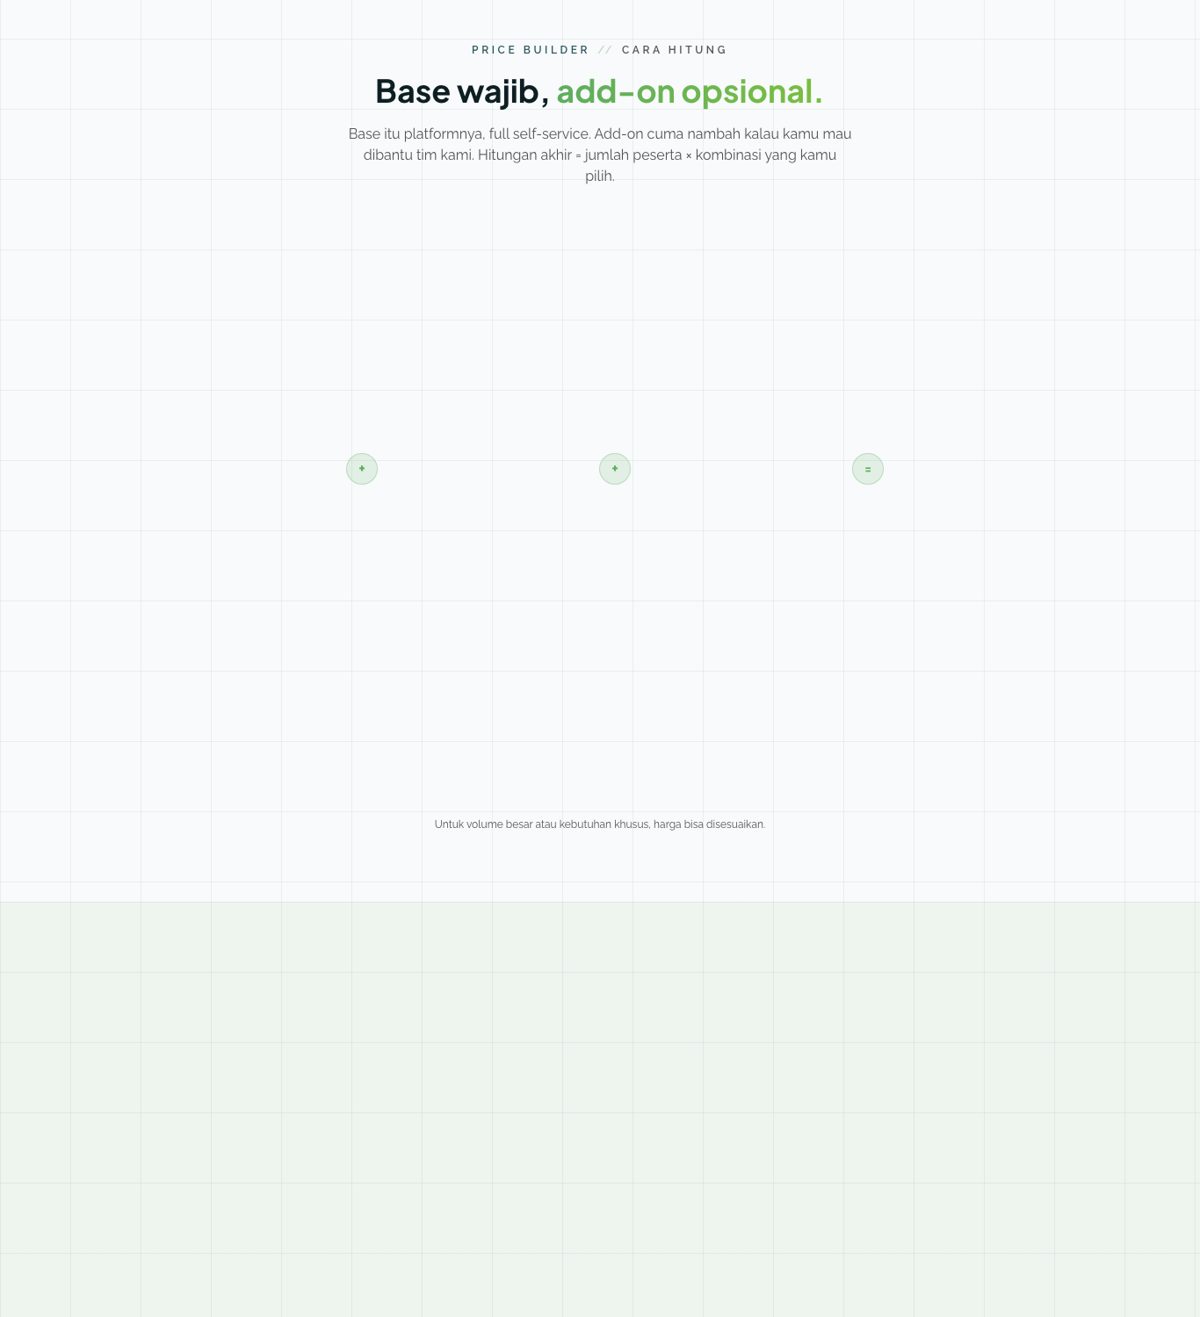 PRICE BUILDER // CARA HITUNG
Base wajib, add-on opsional.
Base itu platformnya, full self-service. Add-on cuma nambah kalau kamu mau
dibantu tim kami. Hitungan akhir = jumlah peserta × kombinasi yang kamu
pilih.
+ + =
Untuk volume besar atau kebutuhan khusus, harga bisa disesuaikan.